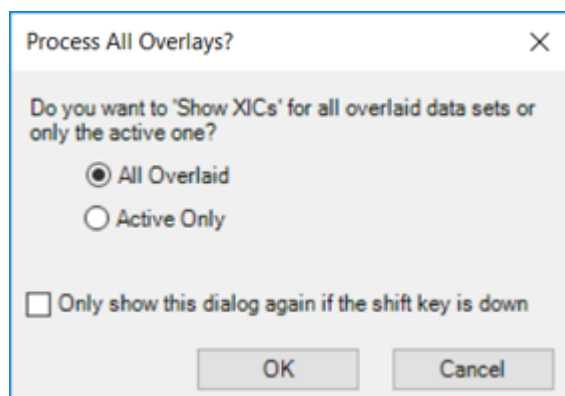 Process All Overlays?
Do you want to 'Show XICs' for all overlaid data sets or
only the active one?
All Overlaid
Active Only
Only show this dialog again if the shift key is down
OK
Cancel